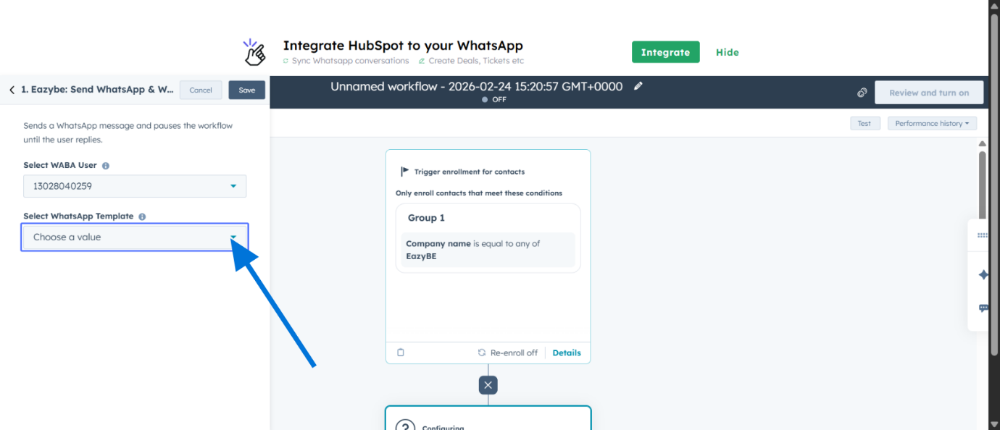 Integrate HubSpot to your WhatsApp
Sync Whatsapp conversations Create Deals, Tickets etc
Integrate
Hide
1. Eazybe: Send WhatsApp & W...
Cancel
Save
Unnamed workflow - 2026-02-24 15:20:57 GMT+0000
OFF
Review and turn on
Test
Performance history
Sends a WhatsApp message and pauses the workflow
until the user replies.
Select WABA User
13028040259
Select WhatsApp Template
Choose a value
Trigger enrollment for contacts
Only enroll contacts that meet these conditions
Group 1
Company name is equal to any of
EazyBE
Re-enroll off
Details
Configuring